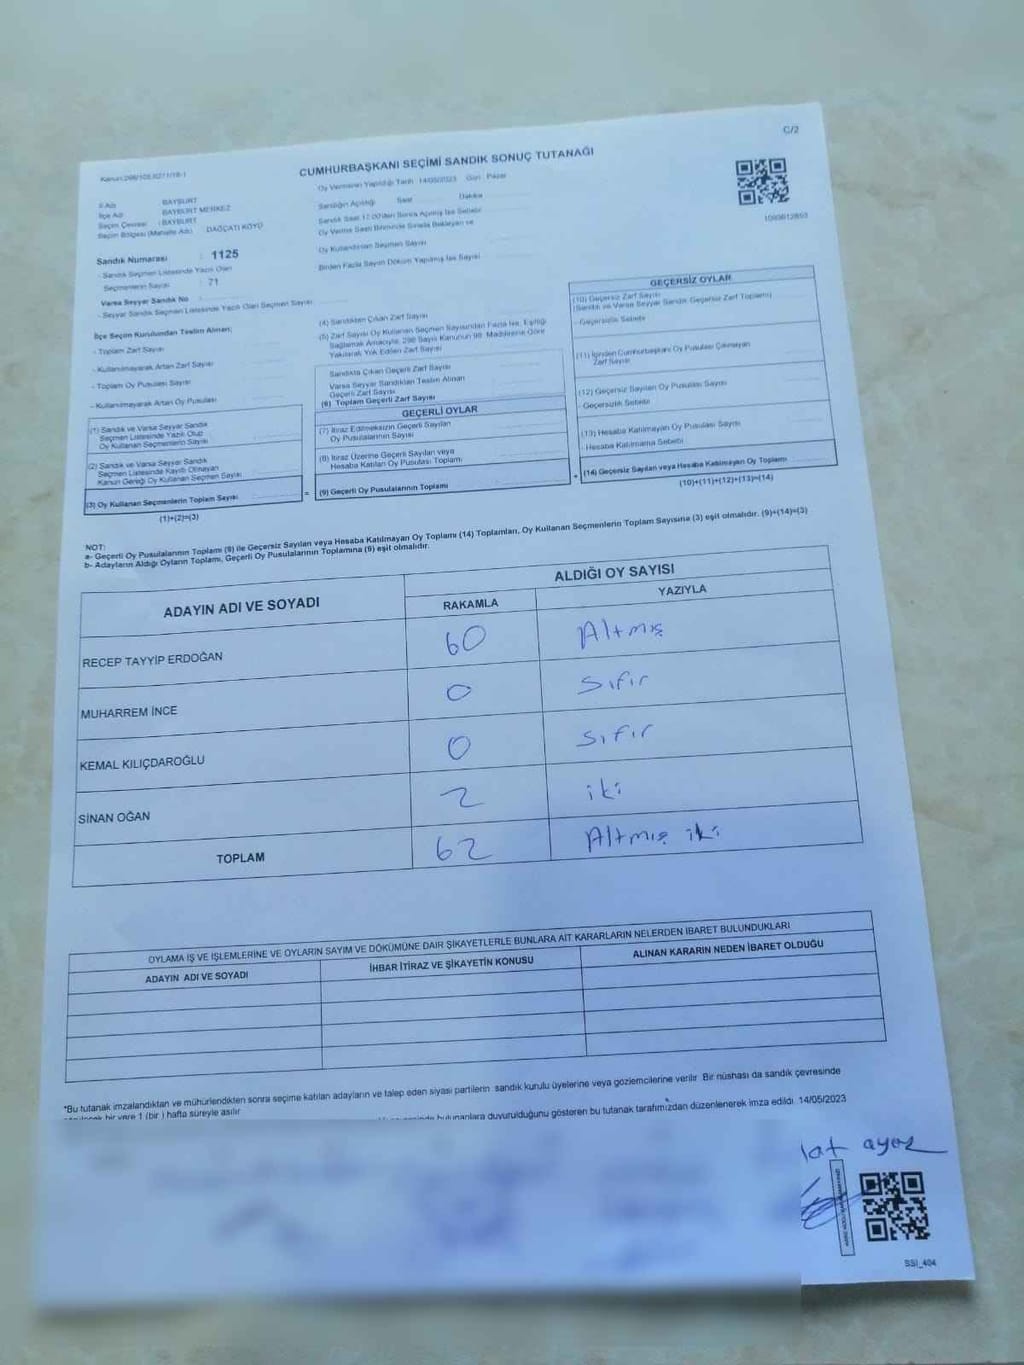 C/2
CUMHURBAŞKANI SEÇİMİ SANDIK SONUÇ TUTANAĞI
Oy Vermenin Yapıldığı Tarih : 14/05/2023 Gün : Pazar
İl Adı : BAYBURT
İlçe Adı : BAYBURT MERKEZ
Seçim Çevresi : BAYBURT
Seçim Bölgesi (Mahalle Adı) : DAĞÇATI KÖYÜ
Sandık Numarası : 1125
- Sandık Seçmen Listesinde Yazılı Olan
Seçmenlerin Sayısı : 71
Varsa Seyyar Sandık No :
- Seyyar Sandık Seçmen Listesinde Yazılı Olan Seçmen Sayısı
Sandığın Açıldığı Saat Dakika
Sandık Saat 17.00'den Sonra Açılmış İse Sebebi
Oy Verme Saati Bitiminde Sırada Bekleyen ve
Oy Kullandırılan Seçmen Sayısı
Birden Fazla Sayım Döküm Yapılmış İse Sayısı
İlçe Seçim Kurulundan Teslim Alınan;
- Toplam Zarf Sayısı
- Kullanılmayarak Artan Zarf Sayısı
- Toplam Oy Pusulası Sayısı
- Kullanılmayarak Artan Oy Pusulası
(1) Sandık ve Varsa Seyyar Sandık
Seçmen Listesinde Yazılı Olup
Oy Kullanan Seçmenlerin Sayısı
(2) Sandık ve Varsa Seyyar Sandık
Seçmen Listesinde Kayıtlı Olmayan
Kanun Gereği Oy Kullanan Seçmen Sayısı
(3) Oy Kullanan Seçmenlerin Toplam Sayısı
(1)+(2)=(3)
(4) Sandıktan Çıkan Zarf Sayısı
(5) Zarf Sayısı Oy Kullanan Seçmen Sayısından Fazla İse, Eşitliği
Sağlamak Amacıyla, 298 Sayılı Kanunun 98. Maddesine Göre
Yakılarak Yok Edilen Zarf Sayısı
Sandıkta Çıkan Geçerli Zarf Sayısı
Varsa Seyyar Sandıktan Teslim Alınan
Geçerli Zarf Sayısı
(6) Toplam Geçerli Zarf Sayısı
GEÇERLİ OYLAR
(7) İtiraz Edilmeksizin Geçerli Sayılan
Oy Pusulalarının Sayısı
(8) İtiraz Üzerine Geçerli Sayılan veya
Hesaba Katılan Oy Pusulası Toplamı
= (9) Geçerli Oy Pusulalarının Toplamı
GEÇERSİZ OYLAR
(10) Geçersiz Zarf Sayısı
(Sandık ve Varsa Seyyar Sandık Geçersiz Zarf Toplamı)
- Geçersizlik Sebebi
(11) İçinden Cumhurbaşkanı Oy Pusulası Çıkmayan
Zarf Sayısı
(12) Geçersiz Sayılan Oy Pusulası Sayısı
- Geçersizlik Sebebi
(13) Hesaba Katılmayan Oy Pusulası Sayısı
- Hesaba Katılmama Sebebi
+ (14) Geçersiz Sayılan veya Hesaba Katılmayan Oy Toplamı
(10)+(11)+(12)+(13)=(14)
NOT:
a- Geçerli Oy Pusulalarının Toplamı (9) ile Geçersiz Sayılan veya Hesaba Katılmayan Oy Toplamı (14) Toplamları, Oy Kullanan Seçmenlerin Toplam Sayısına (3) eşit olmalıdır. (9)+(14)=(3)
b- Adayların Aldığı Oyların Toplamı, Geçerli Oy Pusulalarının Toplamına (9) eşit olmalıdır.
ADAYIN ADI VE SOYADI
ALDIĞI OY SAYISI
RAKAMLA YAZIYLA
RECEP TAYYİP ERDOĞAN 60 Altmış
MUHARREM İNCE 0 sıfır
KEMAL KILIÇDAROĞLU 0 sıfır
SİNAN OĞAN 2 iki
TOPLAM 62 Altmış iki
OYLAMA İŞ VE İŞLEMLERİNE VE OYLARIN SAYIM VE DÖKÜMÜNE DAİR ŞİKAYETLERLE BUNLARA AİT KARARLARIN NELERDEN İBARET BULUNDUKLARI
ADAYIN ADI VE SOYADI İHBAR İTİRAZ VE ŞİKAYETİN KONUSU ALINAN KARARIN NEDEN İBARET OLDUĞU
*Bu tutanak imzalandıktan ve mühürlendikten sonra seçime katılan adayların ve talep eden siyasi partilerin sandık kurulu üyelerine veya gözlemcilerine verilir. Bir nüshası da sandık çevresinde
bir yere 1 (bir) hafta süreyle asılır.
bulunanlara duyurulduğunu gösteren bu tutanak tarafımızdan düzenlenerek imza edildi. 14/05/2023
SSİ_404